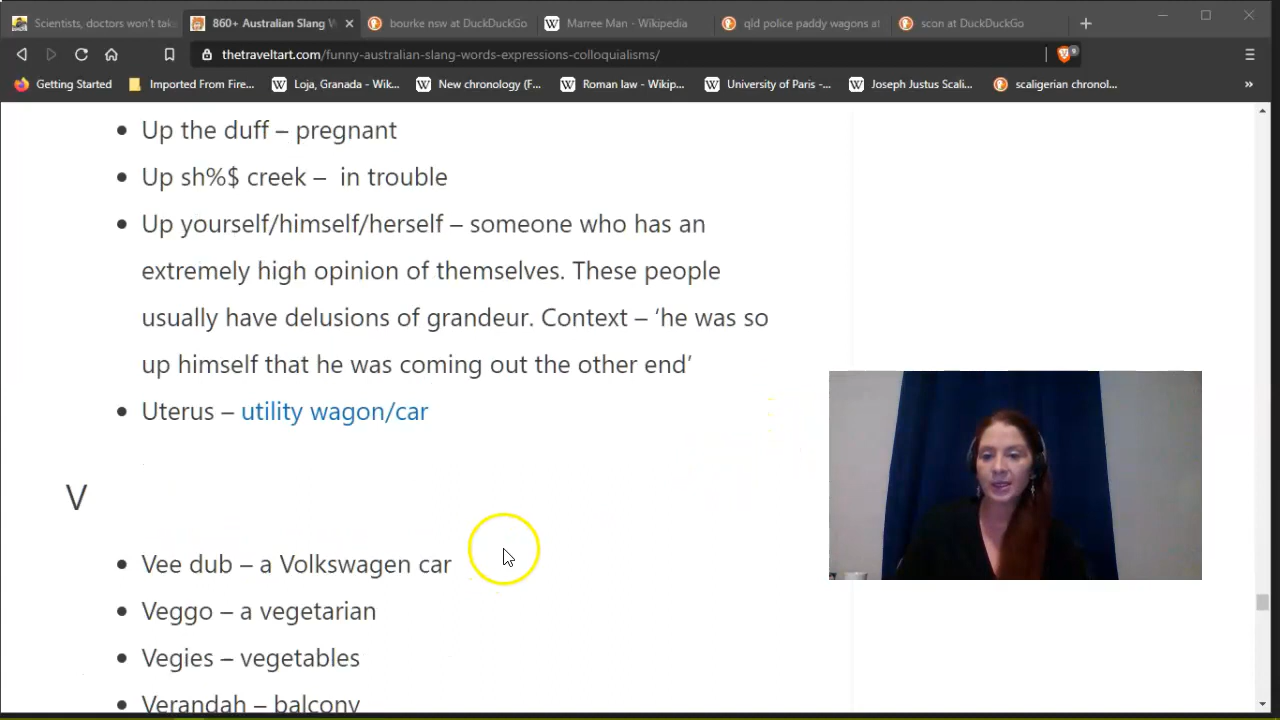 Scientists, doctors won't take
860+ Australian Slang W
bourke nsw at DuckDuckGo
Marree Man - Wikipedia
qld police paddy wagons at
scon at DuckDuckGo
thetraveltart.com/funny-australian-slang-words-expressions-colloquialisms/
Getting Started
Imported From Fire...
Loja, Granada - Wik...
New chronology (F...
Roman law - Wikip...
University of Paris -...
Joseph Justus Scali...
scaligerian chronol...
• Up the duff – pregnant
• Up sh%$ creek – in trouble
• Up yourself/himself/herself – someone who has an
extremely high opinion of themselves. These people
usually have delusions of grandeur. Context – ‘he was so
up himself that he was coming out the other end’
• Uterus – utility wagon/car
V
• Vee dub – a Volkswagen car
• Veggo – a vegetarian
• Vegies – vegetables
• Verandah – balcony